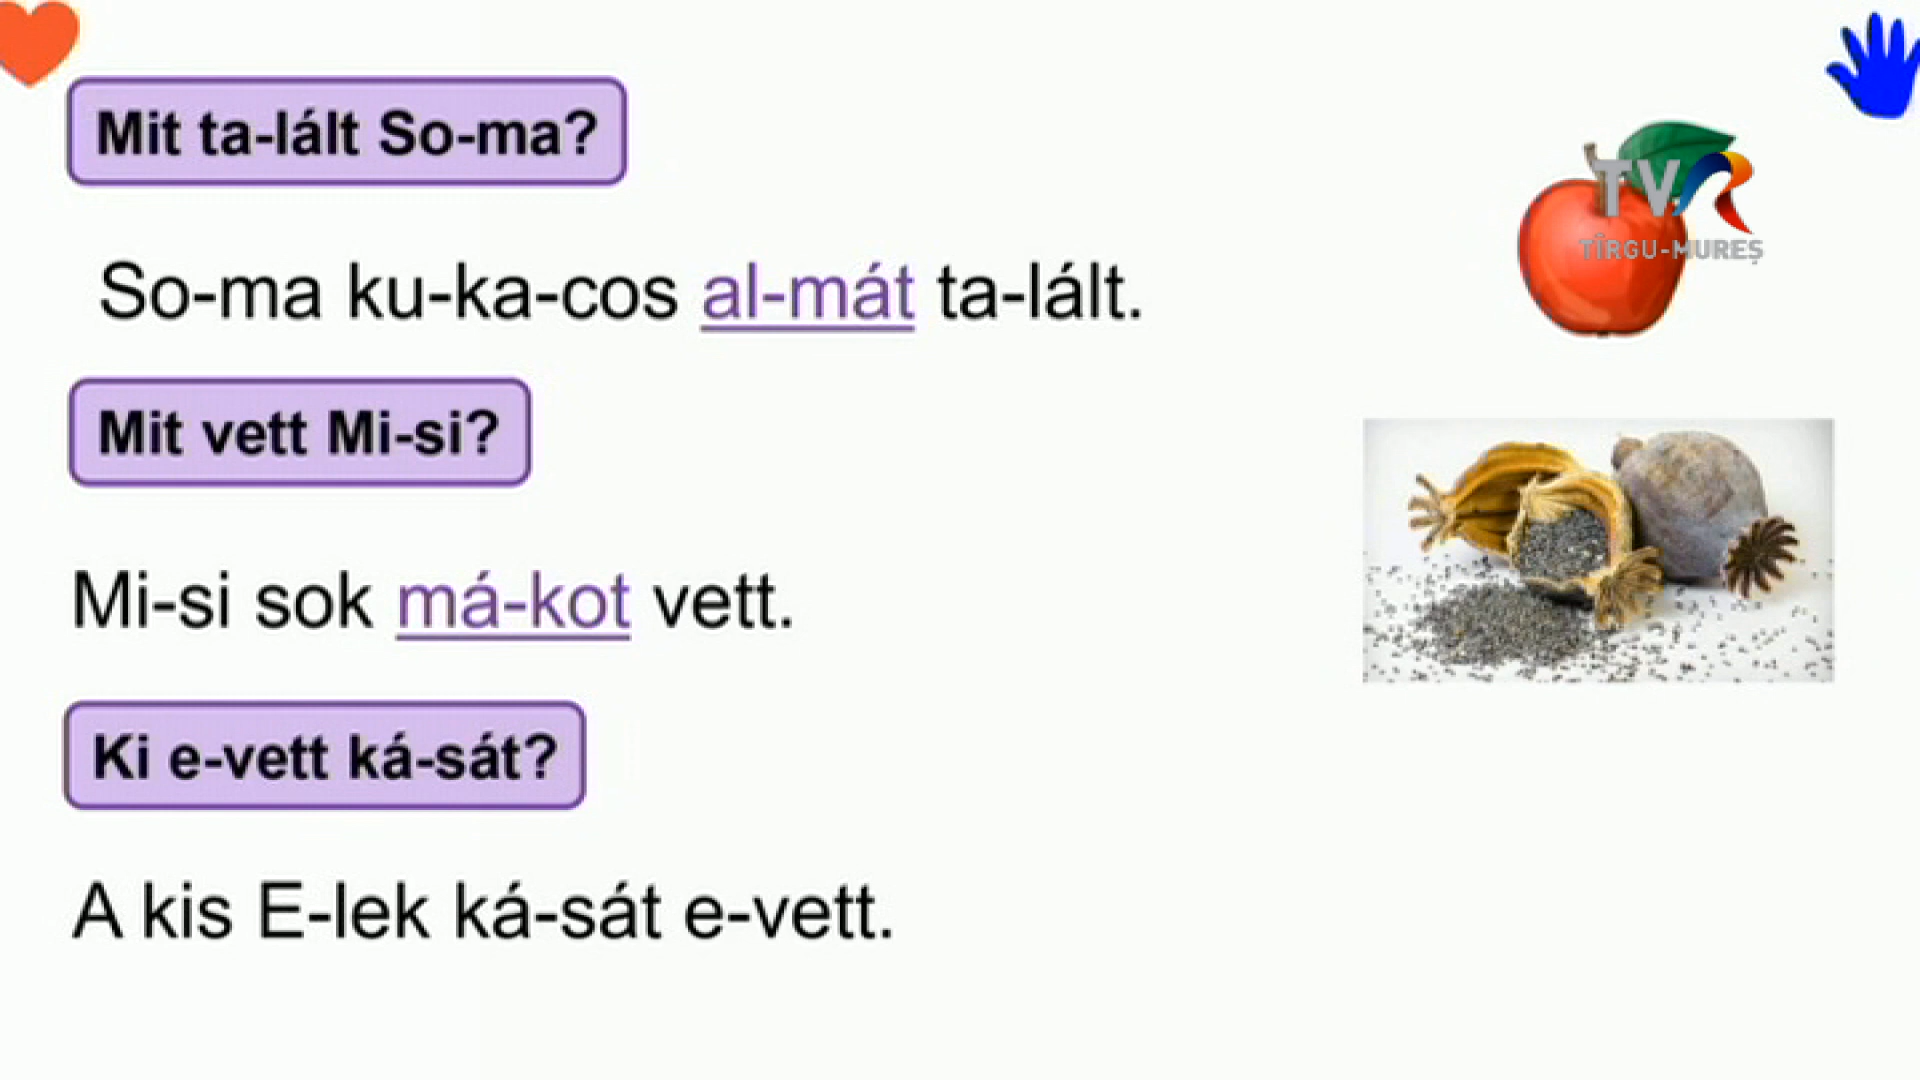 Mit ta-lált So-ma?
TVR
TÎRGU-MUREȘ
So-ma ku-ka-cos al-mát ta-lált.
Mit vett Mi-si?
Mi-si sok má-kot vett.
Ki e-vett ká-sát?
A kis E-lek ká-sát e-vett.